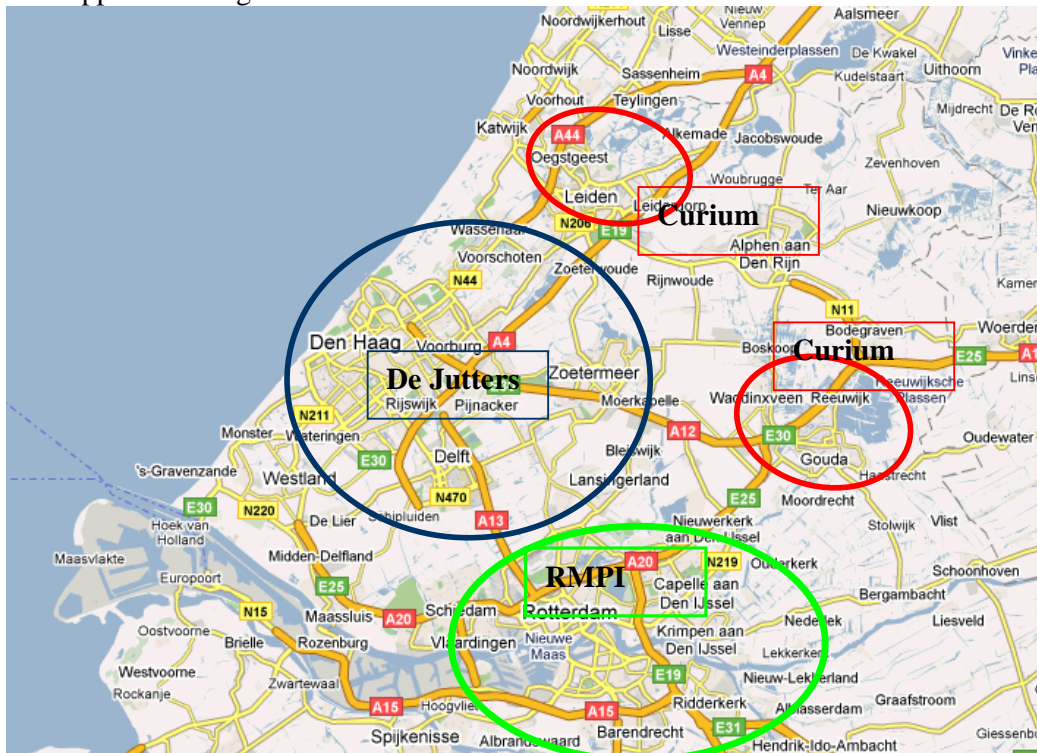 Noordwijkerhout
Lisse
Nieuw
Vennep
Aalsmeer
Westeinderplassen
De Kwakel
Uithoorn
Noordwijk
Sassenheim
A4
Kudelstaart
Voorhout
Teylingen
Mijdrecht
Katwijk
A44
Alkemade
Jacobswoude
Oegstgeest
Zevenhoven
Leiden
Woubrugge
Ter Aar
Leiderdorp
Curium
Nieuwkoop
N206
E19
Wassenaar
Alphen aan
Den Rijn
Voorschoten
Zoeterwoude
Rijnwoude
N44
N11
Bodegraven
Den Haag
Voorburg
A4
Boskoop
Curium
Woerden
E25
De Jutters
Zoetermeer
Reeuwijksche
Plassen
Rijswijk
Pijnacker
Moerkapelle
Waddinxveen
Reeuwijk
N211
A12
E30
Monster
Wateringen
Bleiswijk
Gouda
Oudewater
E30
Delft
Haastrecht
's-Gravenzande
Westland
Lansingerland
N470
E25
Moordrecht
E30
N220
De Lier
Schipluiden
A13
Nieuwerkerk
aan Den IJssel
Stolwijk
Vlist
Hoek van
Holland
Maasvlakte
Midden-Delfland
RMPI
A20
N219
Ouderkerk
Schoonhoven
Europoort
E25
Capelle aan
Den IJssel
Bergambacht
N15
Maassluis
A20
Schiedam
Rotterdam
Oostvoorne
Brielle
Rozenburg
Vlaardingen
Nieuwe
Maas
Krimpen aan
Den IJssel
Nederlek
Liesveld
Lekkerkerk
Westvoorne
Zwartewaal
E19
Nieuw-Lekkerland
Rockanje
A15
Hoogvliet
A15
Ridderkerk
Alblasserdam
Graafstroom
Spijkenisse
Albrandswaard
Barendrecht
E31
Hendrik-Ido-Ambacht
Giessenburg